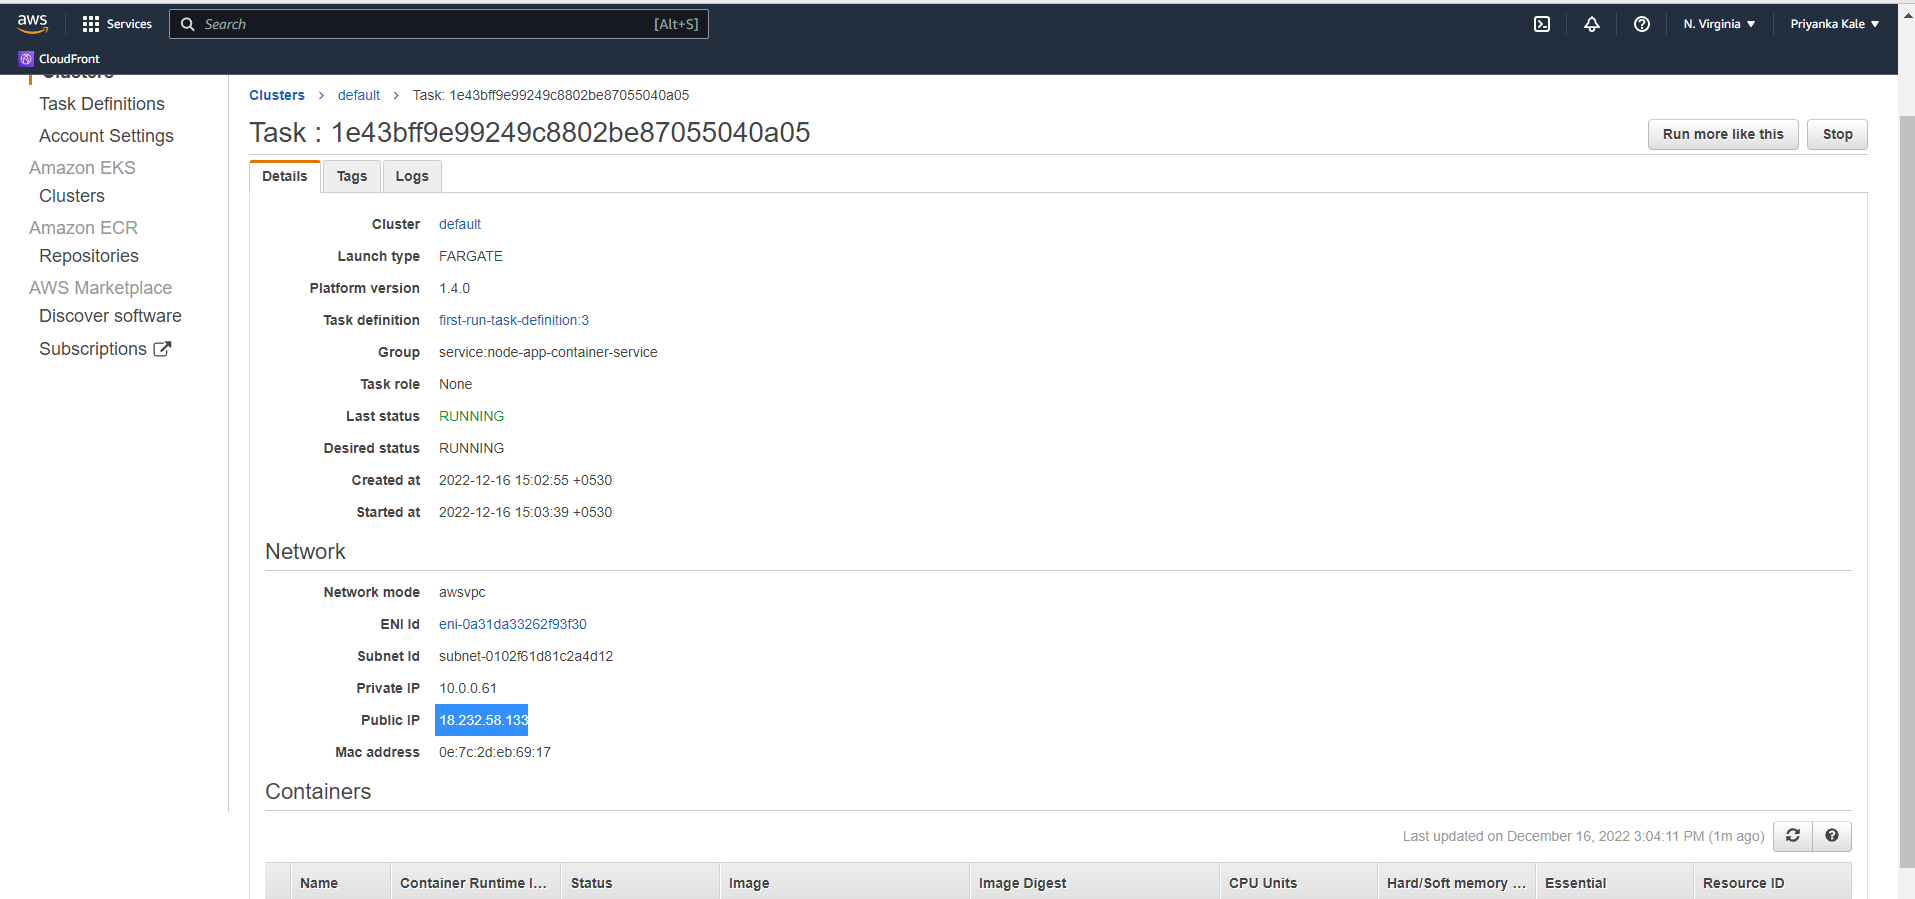 aws
Services
Search
[Alt+S]
N. Virginia
Priyanka Kale
CloudFront
Clusters
Task Definitions
Account Settings
Amazon EKS
Clusters
Amazon ECR
Repositories
AWS Marketplace
Discover software
Subscriptions
Clusters > default > Task: 1e43bff9e99249c8802be87055040a05
Task : 1e43bff9e99249c8802be87055040a05
Run more like this
Stop
Details
Tags
Logs
Cluster default
Launch type FARGATE
Platform version 1.4.0
Task definition first-run-task-definition:3
Group service:node-app-container-service
Task role None
Last status RUNNING
Desired status RUNNING
Created at 2022-12-16 15:02:55 +0530
Started at 2022-12-16 15:03:39 +0530
Network
Network mode awsvpc
ENI Id eni-0a31da33262f93f30
Subnet Id subnet-0102f61d81c2a4d12
Private IP 10.0.0.61
Public IP 18.232.58.133
Mac address 0e:7c:2d:eb:69:17
Containers
Last updated on December 16, 2022 3:04:11 PM (1m ago)
Name Container Runtime I... Status Image Image Digest CPU Units Hard/Soft memory ... Essential Resource ID